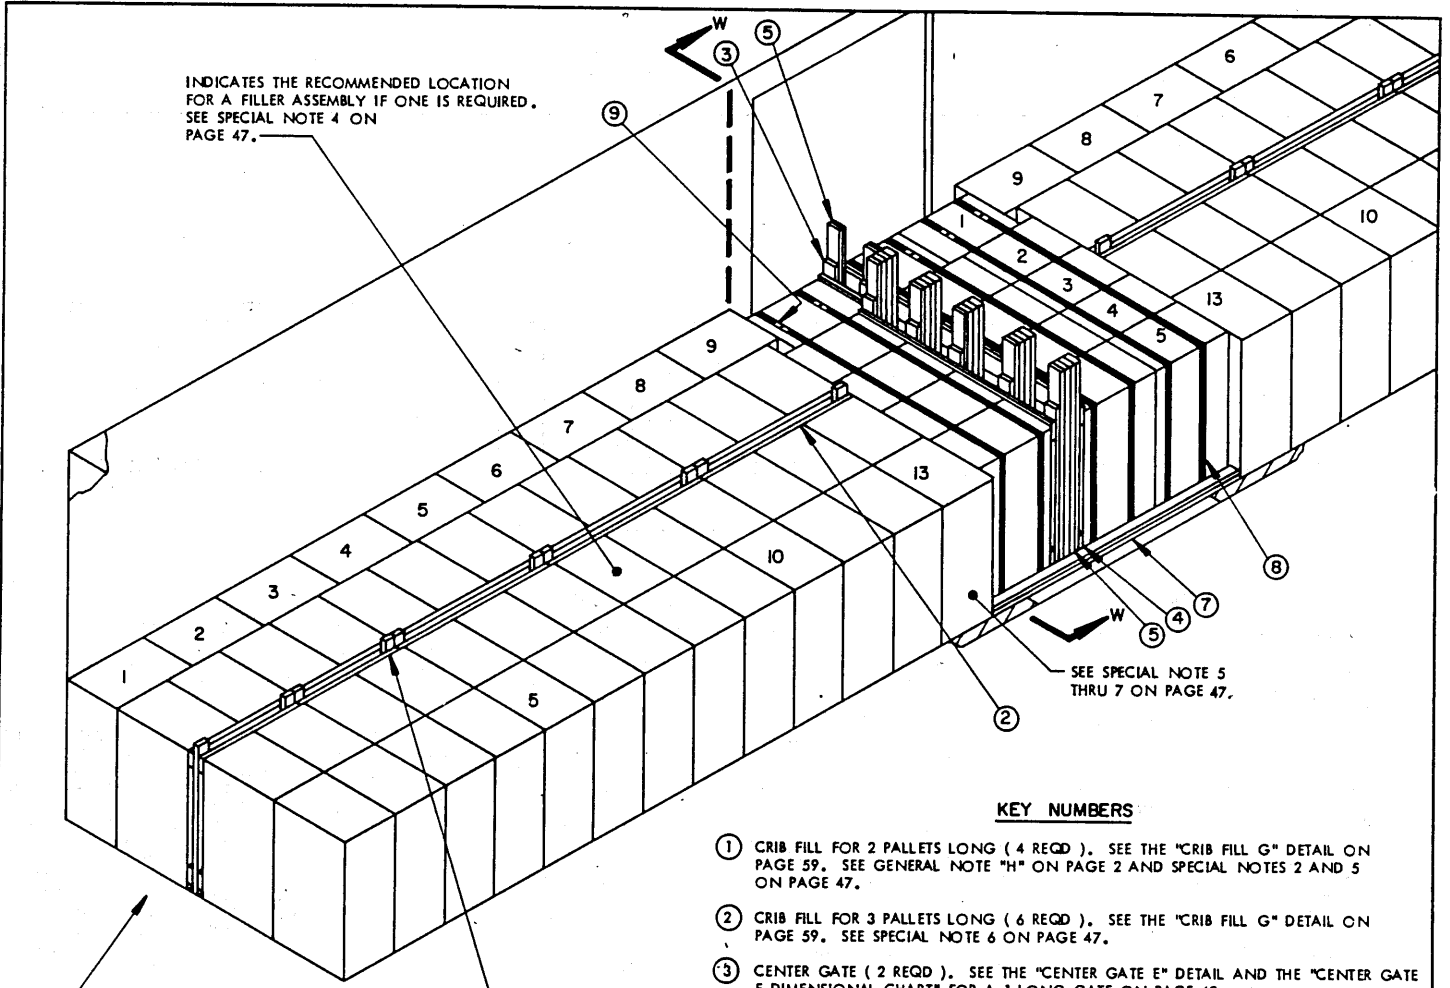 W
5
3
INDICATES THE RECOMMENDED LOCATION
FOR A FILLER ASSEMBLY IF ONE IS REQUIRED.
SEE SPECIAL NOTE 4 ON
PAGE 47.
9
6
7
8
9
10
1
2
3
4
5
13
9
8
7
6
5
4
3
2
1
13
10
5
8
7
4
5
W
SEE SPECIAL NOTE 5
THRU 7 ON PAGE 47.
2
KEY NUMBERS
1 CRIB FILL FOR 2 PALLETS LONG ( 4 REQD ). SEE THE "CRIB FILL G" DETAIL ON
PAGE 59. SEE GENERAL NOTE "H" ON PAGE 2 AND SPECIAL NOTES 2 AND 5
ON PAGE 47.
2 CRIB FILL FOR 3 PALLETS LONG ( 6 REQD ). SEE THE "CRIB FILL G" DETAIL ON
PAGE 59. SEE SPECIAL NOTE 6 ON PAGE 47.
3 CENTER GATE ( 2 REQD ). SEE THE "CENTER GATE E" DETAIL AND THE "CENTER GATE